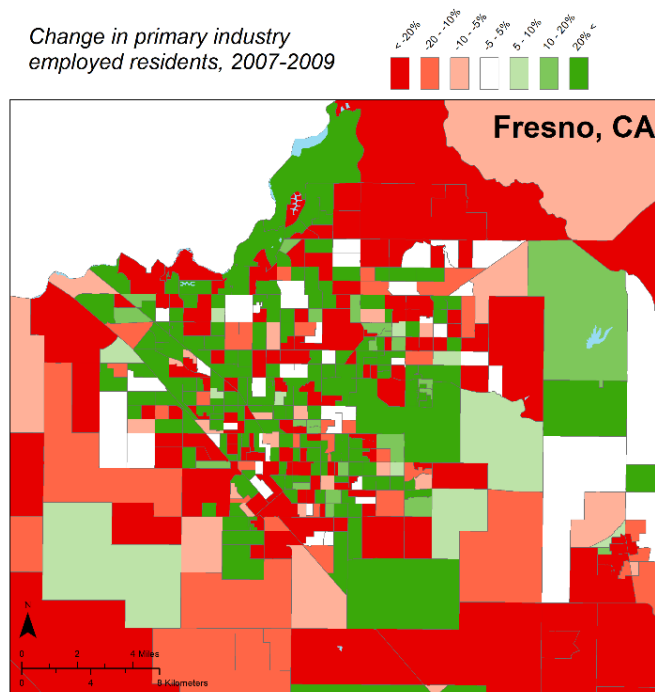 Change in primary industry
employed residents, 2007-2009
< -20%
-20 - -10%
-10 - -5%
-5 - 5%
5 - 10%
10 - 20%
20% <
Fresno, CA
N
0 2 4 Miles
0 4 8 Kilometers